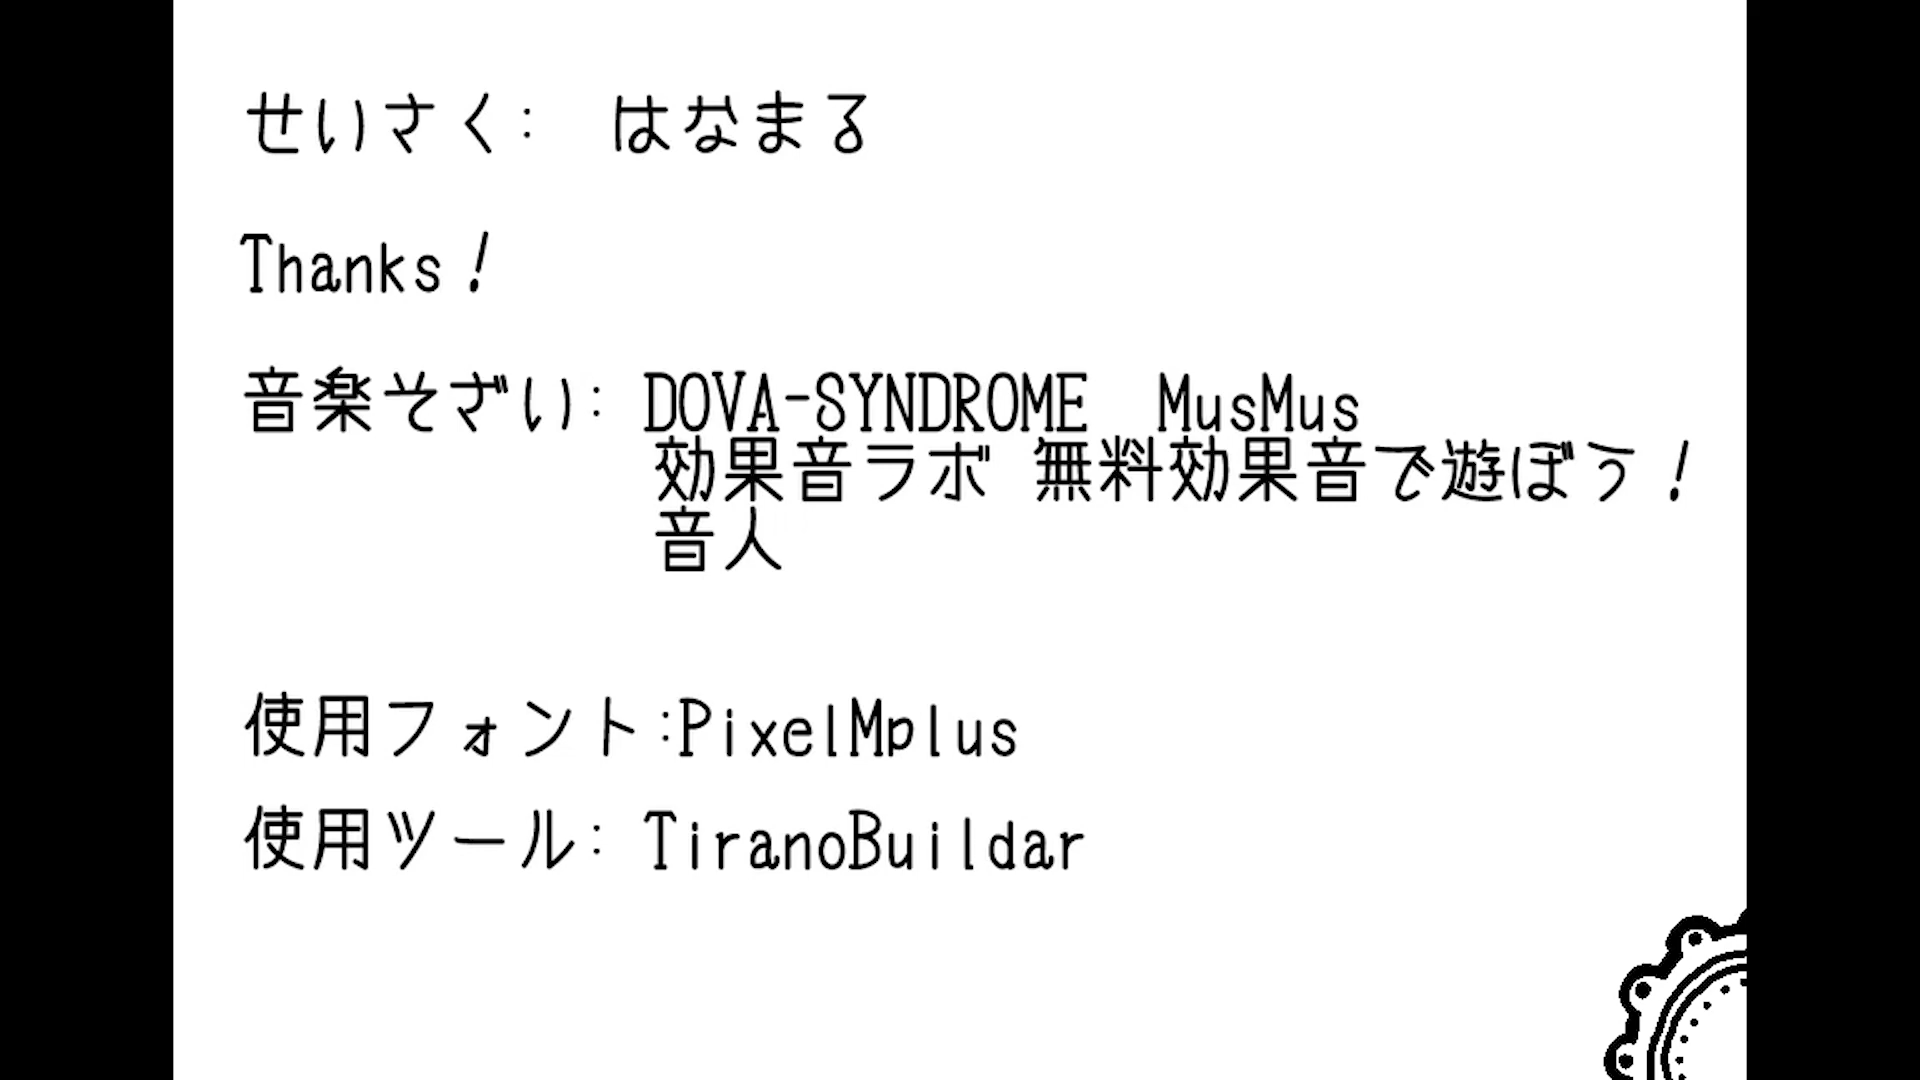 せいさく:　はなまる
Thanks！
音楽そざい: DOVA-SYNDROME　MusMus
効果音ラボ 無料効果音で遊ぼう！
音人
使用フォント:PixelMplus
使用ツール: TiranoBuildar